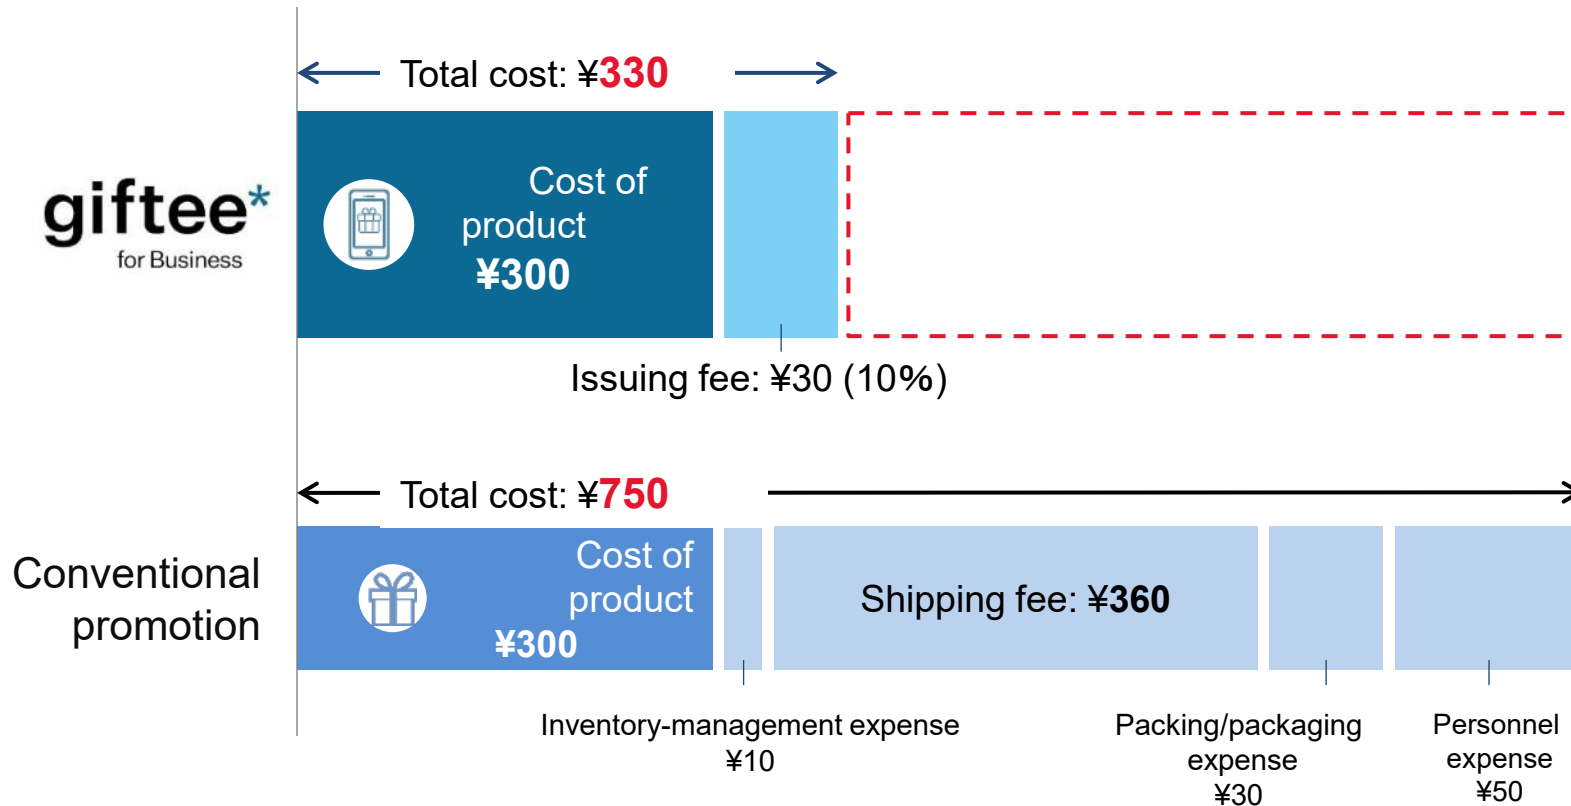 Total cost: ¥330
giftee*
for Business
Cost of
product
¥300
Issuing fee: ¥30 (10%)
Total cost: ¥750
Conventional
promotion
Cost of
product
¥300
Shipping fee: ¥360
Inventory-management expense
¥10
Packing/packaging
expense
¥30
Personnel
expense
¥50